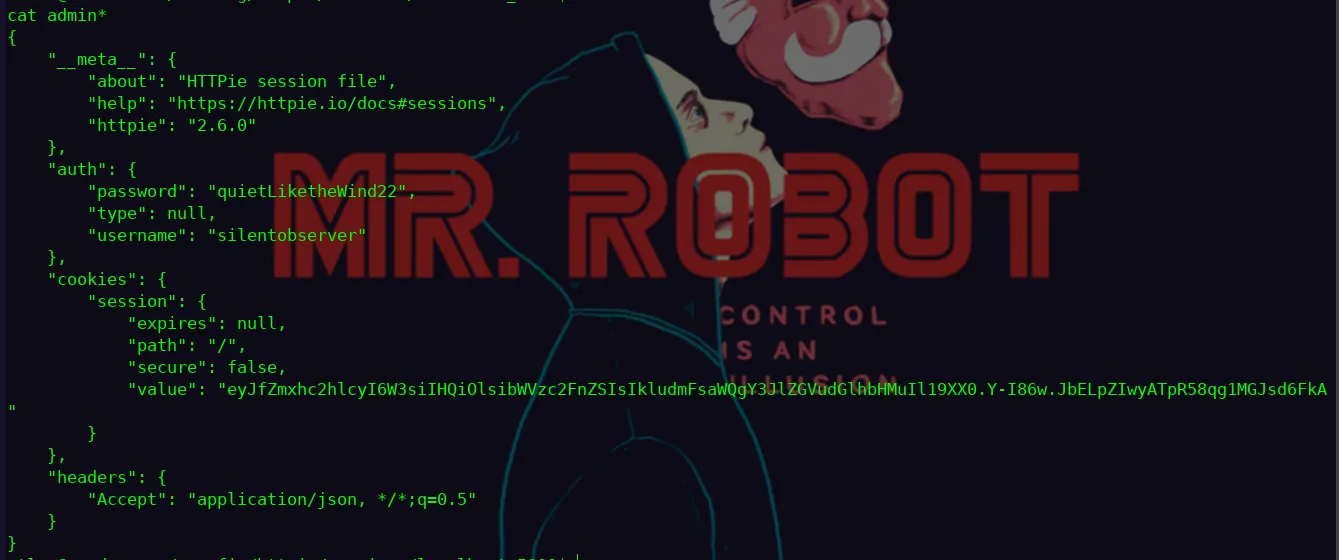 cat admin*
{
    "__meta__": {
        "about": "HTTPie session file",
        "help": "https://httpie.io/docs#sessions",
        "httpie": "2.6.0"
    },
    "auth": {
        "password": "quietLiketheWind22",
        "type": null,
        "username": "silentobserver"
    },
    "cookies": {
        "session": {
            "expires": null,
            "path": "/",
            "secure": false,
            "value": "eyJfZmxhc2hlcyI6W3siIHQiOlsibWVzc2FnZSIsIkludmFsaWQgY3JlZGVudGlhbHMuIl19XX0.Y-I86w.JbELpZIwyATpR58qg1MGJsd6FkA
"
        }
    },
    "headers": {
        "Accept": "application/json, */*;q=0.5"
    }
}
MR. ROBOT
CONTROL
IS AN
ILLUSION